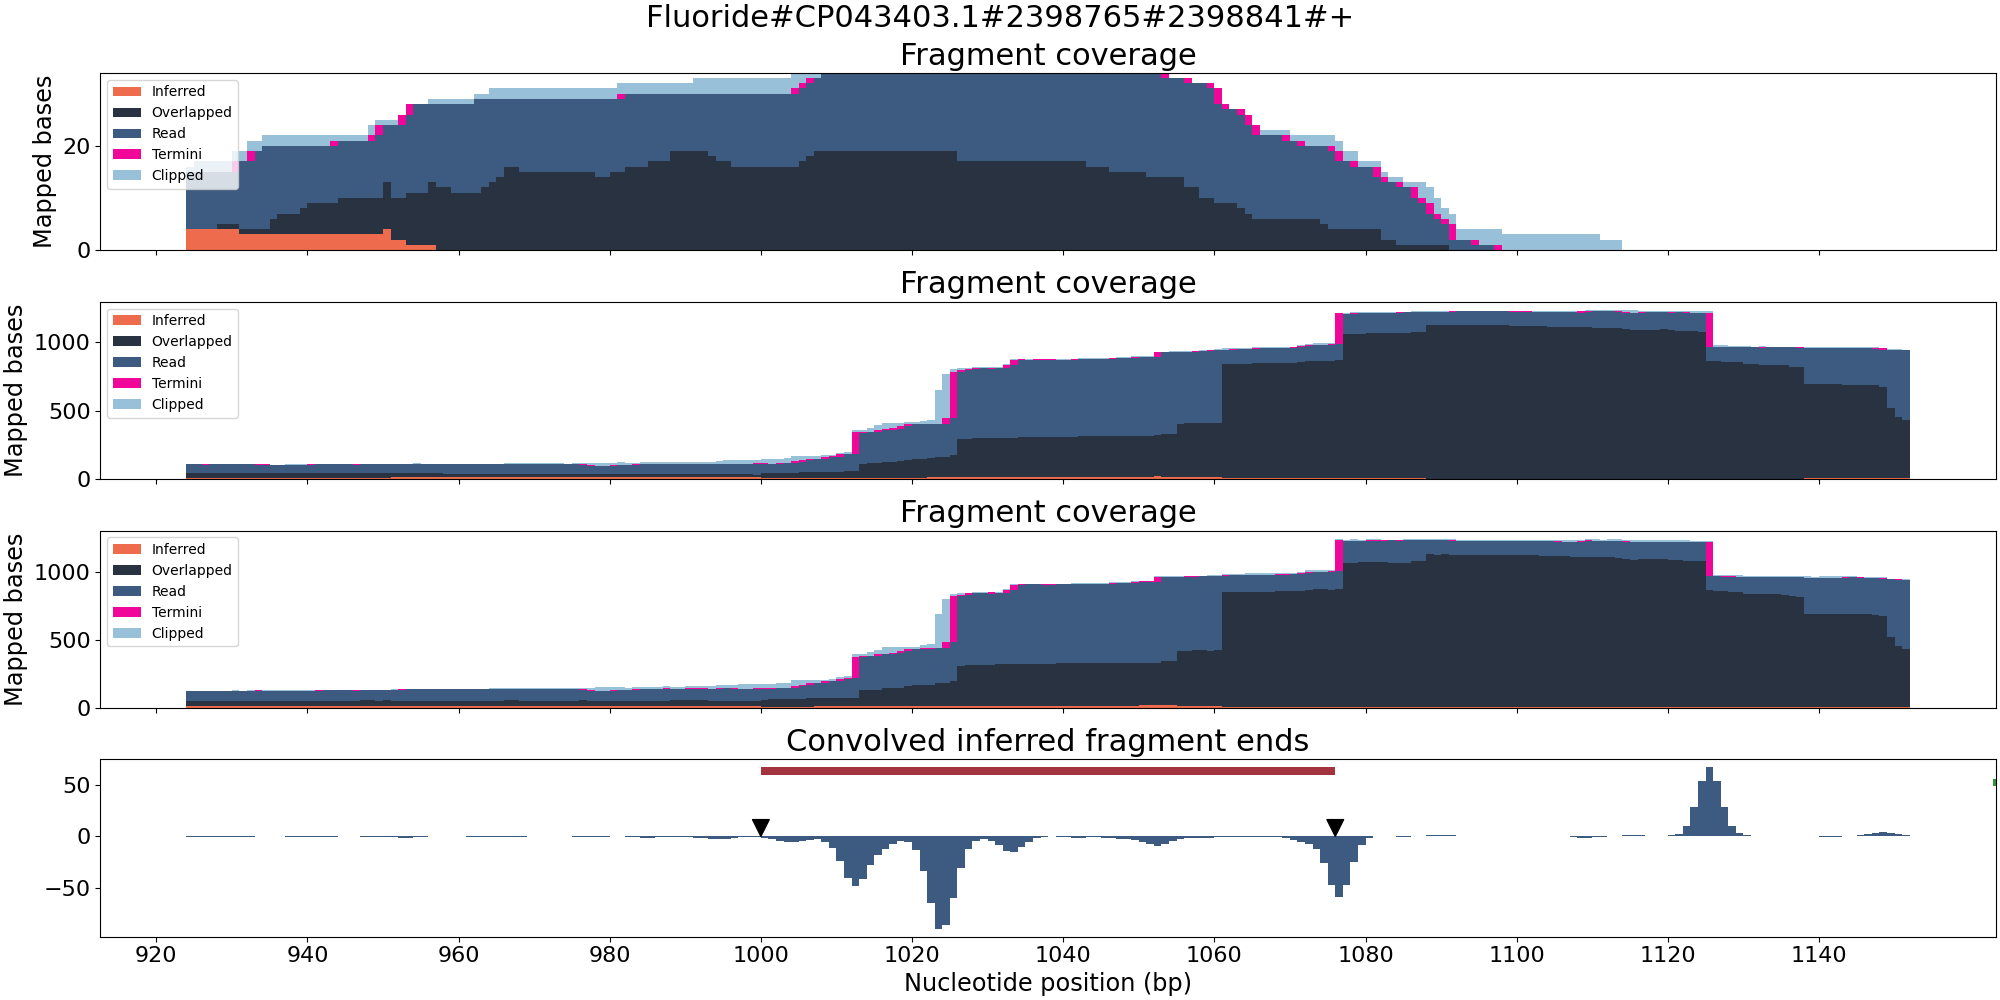 Fluoride#CP043403.1#2398765#2398841#+
Fragment coverage
Mapped bases
20
0
Inferred
Overlapped
Read
Termini
Clipped
Fragment coverage
Mapped bases
1000
500
0
Inferred
Overlapped
Read
Termini
Clipped
Fragment coverage
Mapped bases
1000
500
0
Inferred
Overlapped
Read
Termini
Clipped
Convolved inferred fragment ends
50
0
−50
920 940 960 980 1000 1020 1040 1060 1080 1100 1120 1140
Nucleotide position (bp)